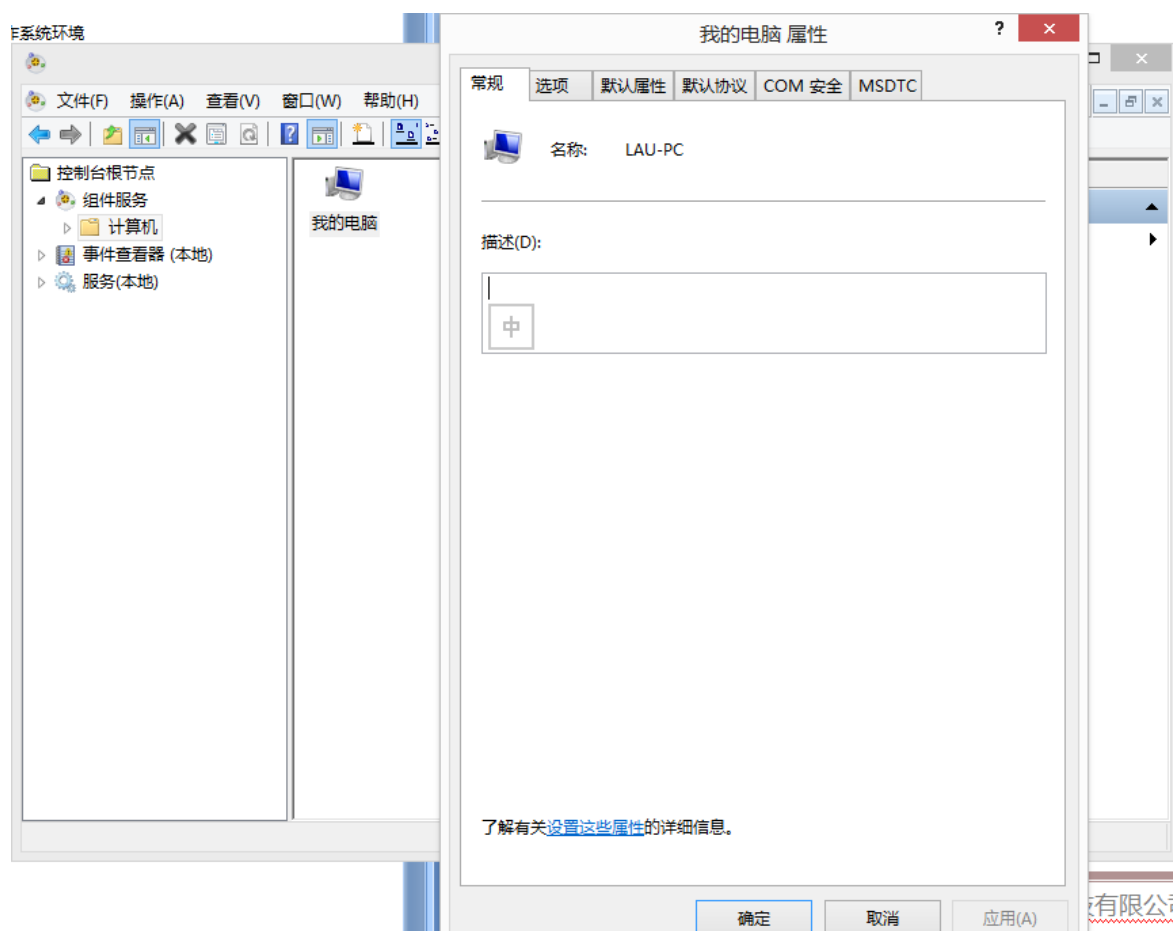 作系统环境
我的电脑 属性
?
文件(F) 操作(A) 查看(V) 窗口(W) 帮助(H)
常规 选项 默认属性 默认协议 COM 安全 MSDTC
控制台根节点
组件服务
计算机
事件查看器 (本地)
服务(本地)
我的电脑
名称: LAU-PC
描述(D):
中
了解有关设置这些属性的详细信息。
确定 取消 应用(A)
有限公司